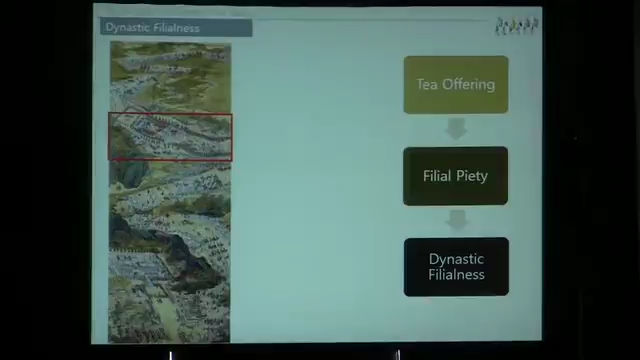 Dynastic Filialness
Tea Offering
Filial Piety
Dynastic
Filialness